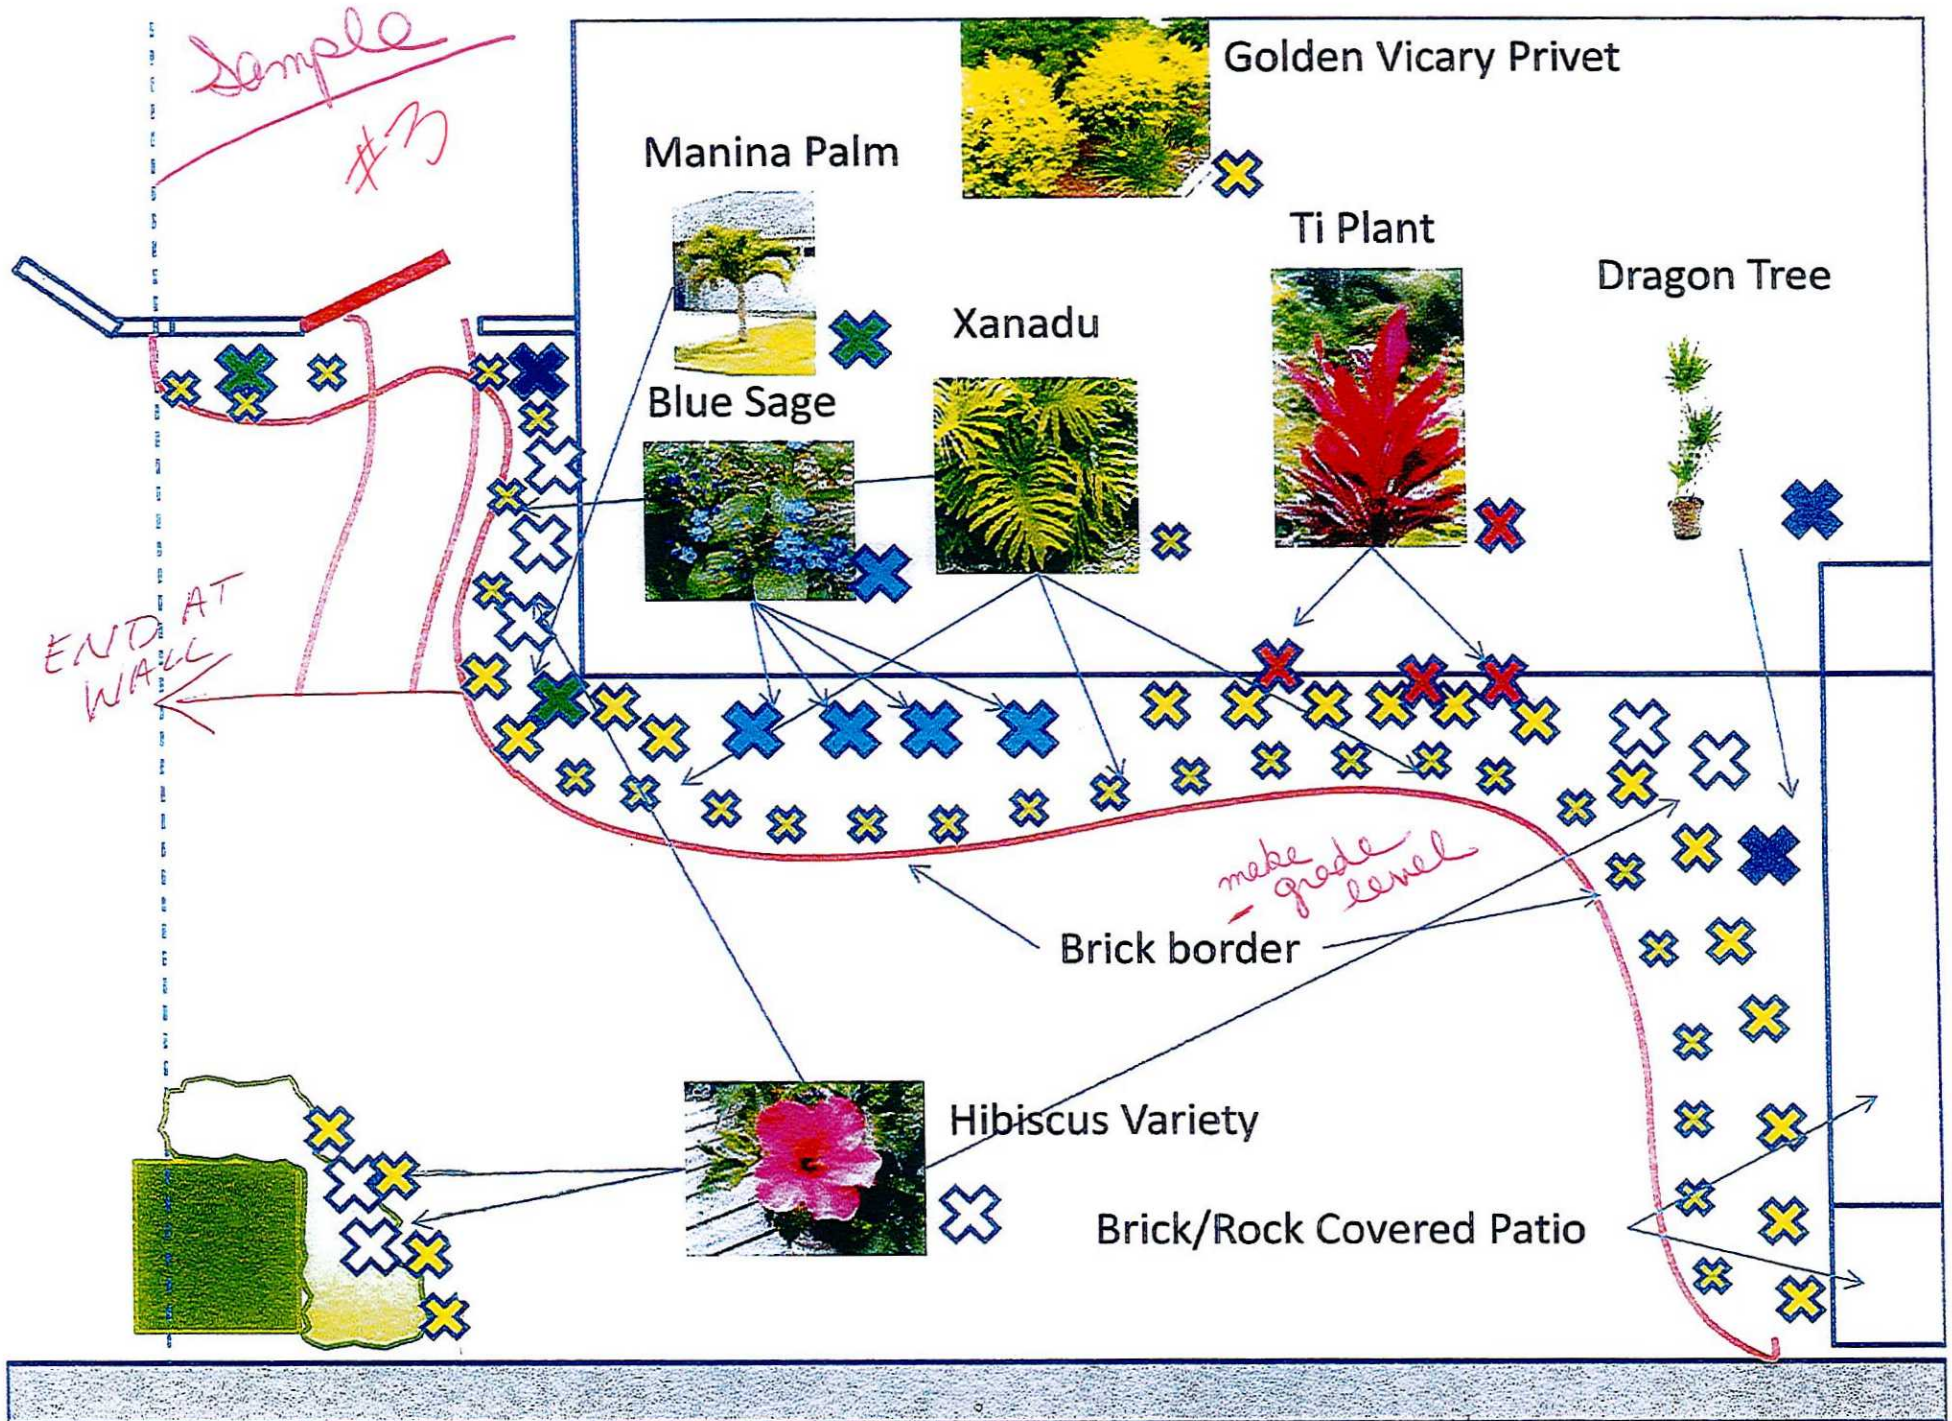 Sample
#3
Golden Vicary Privet
Manina Palm
Ti Plant
Dragon Tree
Xanadu
Blue Sage
END AT
WALL
make
grade
level
Brick border
Hibiscus Variety
Brick/Rock Covered Patio